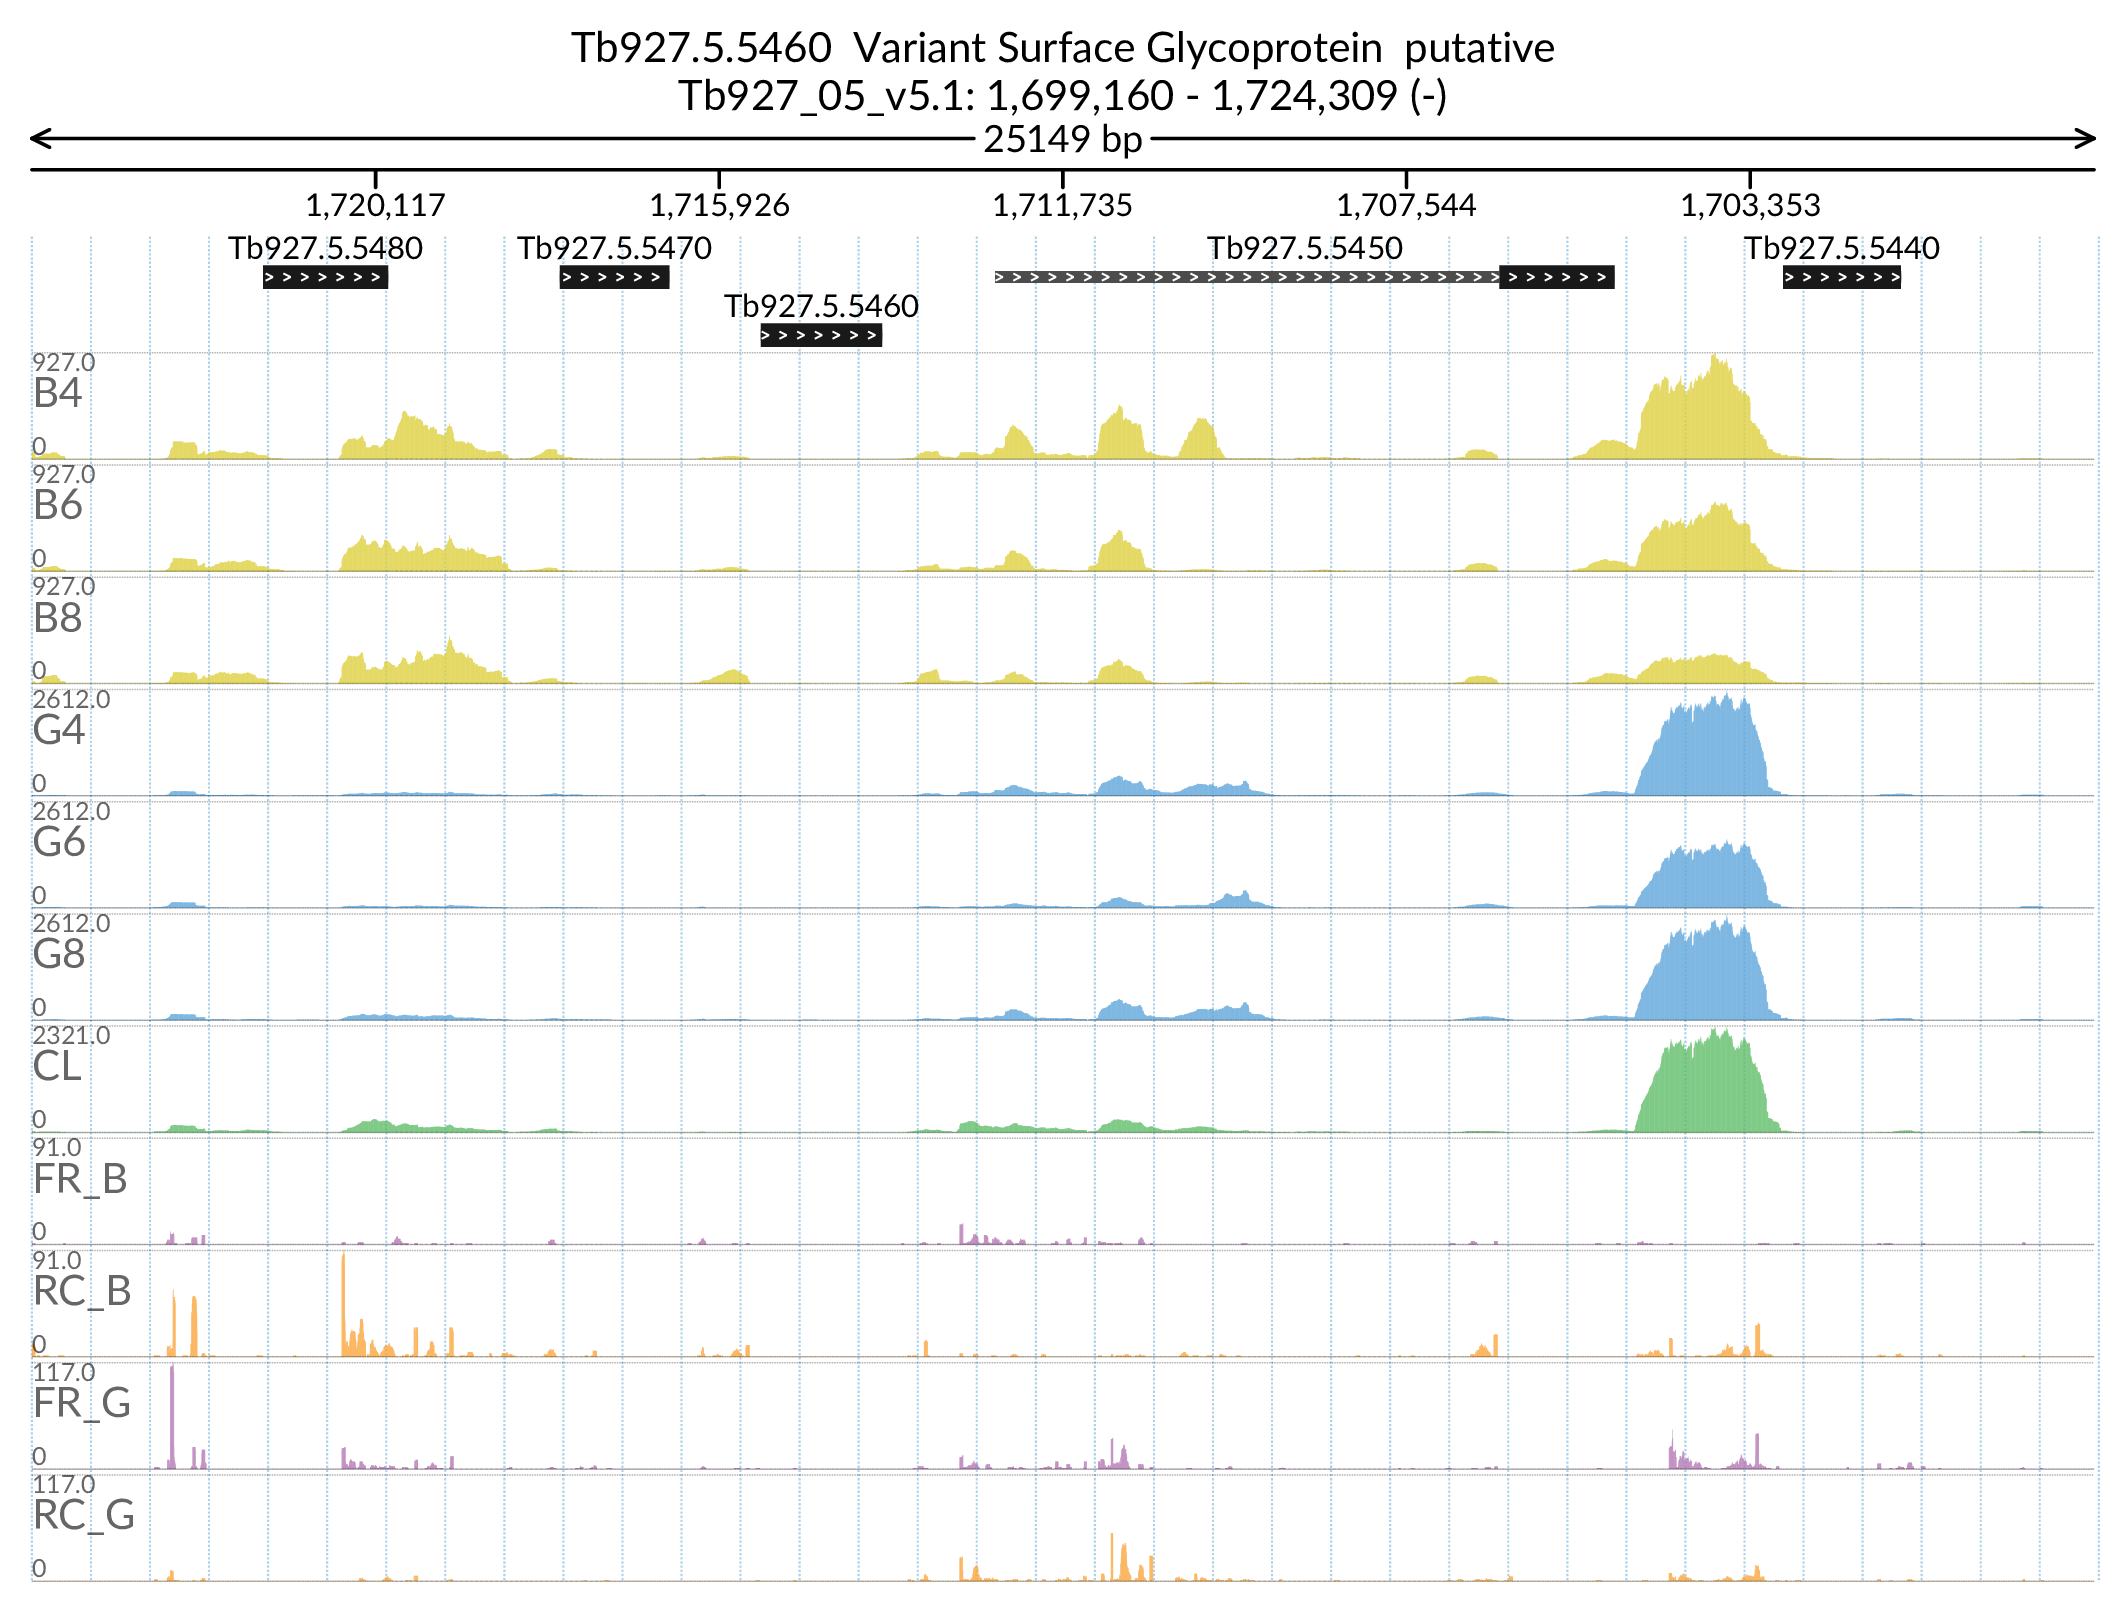 Tb927.5.5460 Variant Surface Glycoprotein putative
Tb927_05_v5.1: 1,699,160 - 1,724,309 (-)
25149 bp
1,720,117 1,715,926 1,711,735 1,707,544 1,703,353
Tb927.5.5480 Tb927.5.5470 Tb927.5.5450 Tb927.5.5440
Tb927.5.5460
927.0
B4
0
927.0
B6
0
927.0
B8
0
2612.0
G4
0
2612.0
G6
0
2612.0
G8
0
2321.0
CL
0
91.0
FR_B
0
91.0
RC_B
0
117.0
FR_G
0
117.0
RC_G
0